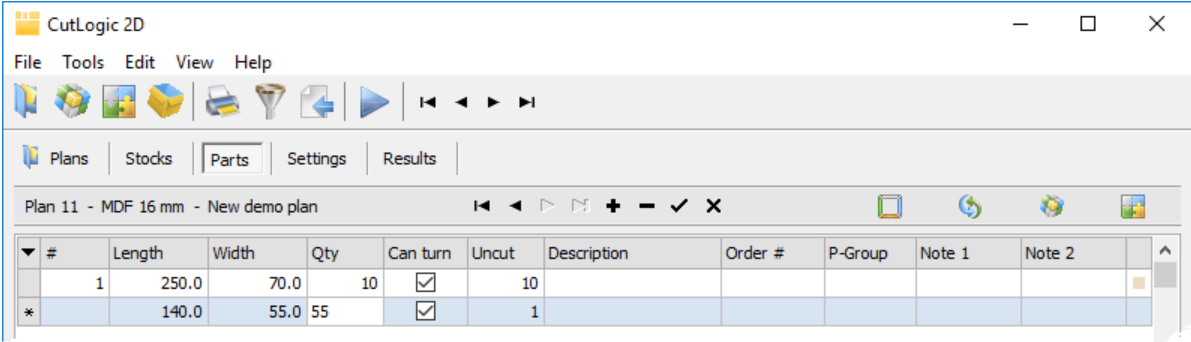 CutLogic 2D
File Tools Edit View Help
Plans Stocks Parts Settings Results
Plan 11 - MDF 16 mm - New demo plan
# Length Width Qty Can turn Uncut Description Order # P-Group Note 1 Note 2
1 250.0 70.0 10 10
* 140.0 55.0 55 1